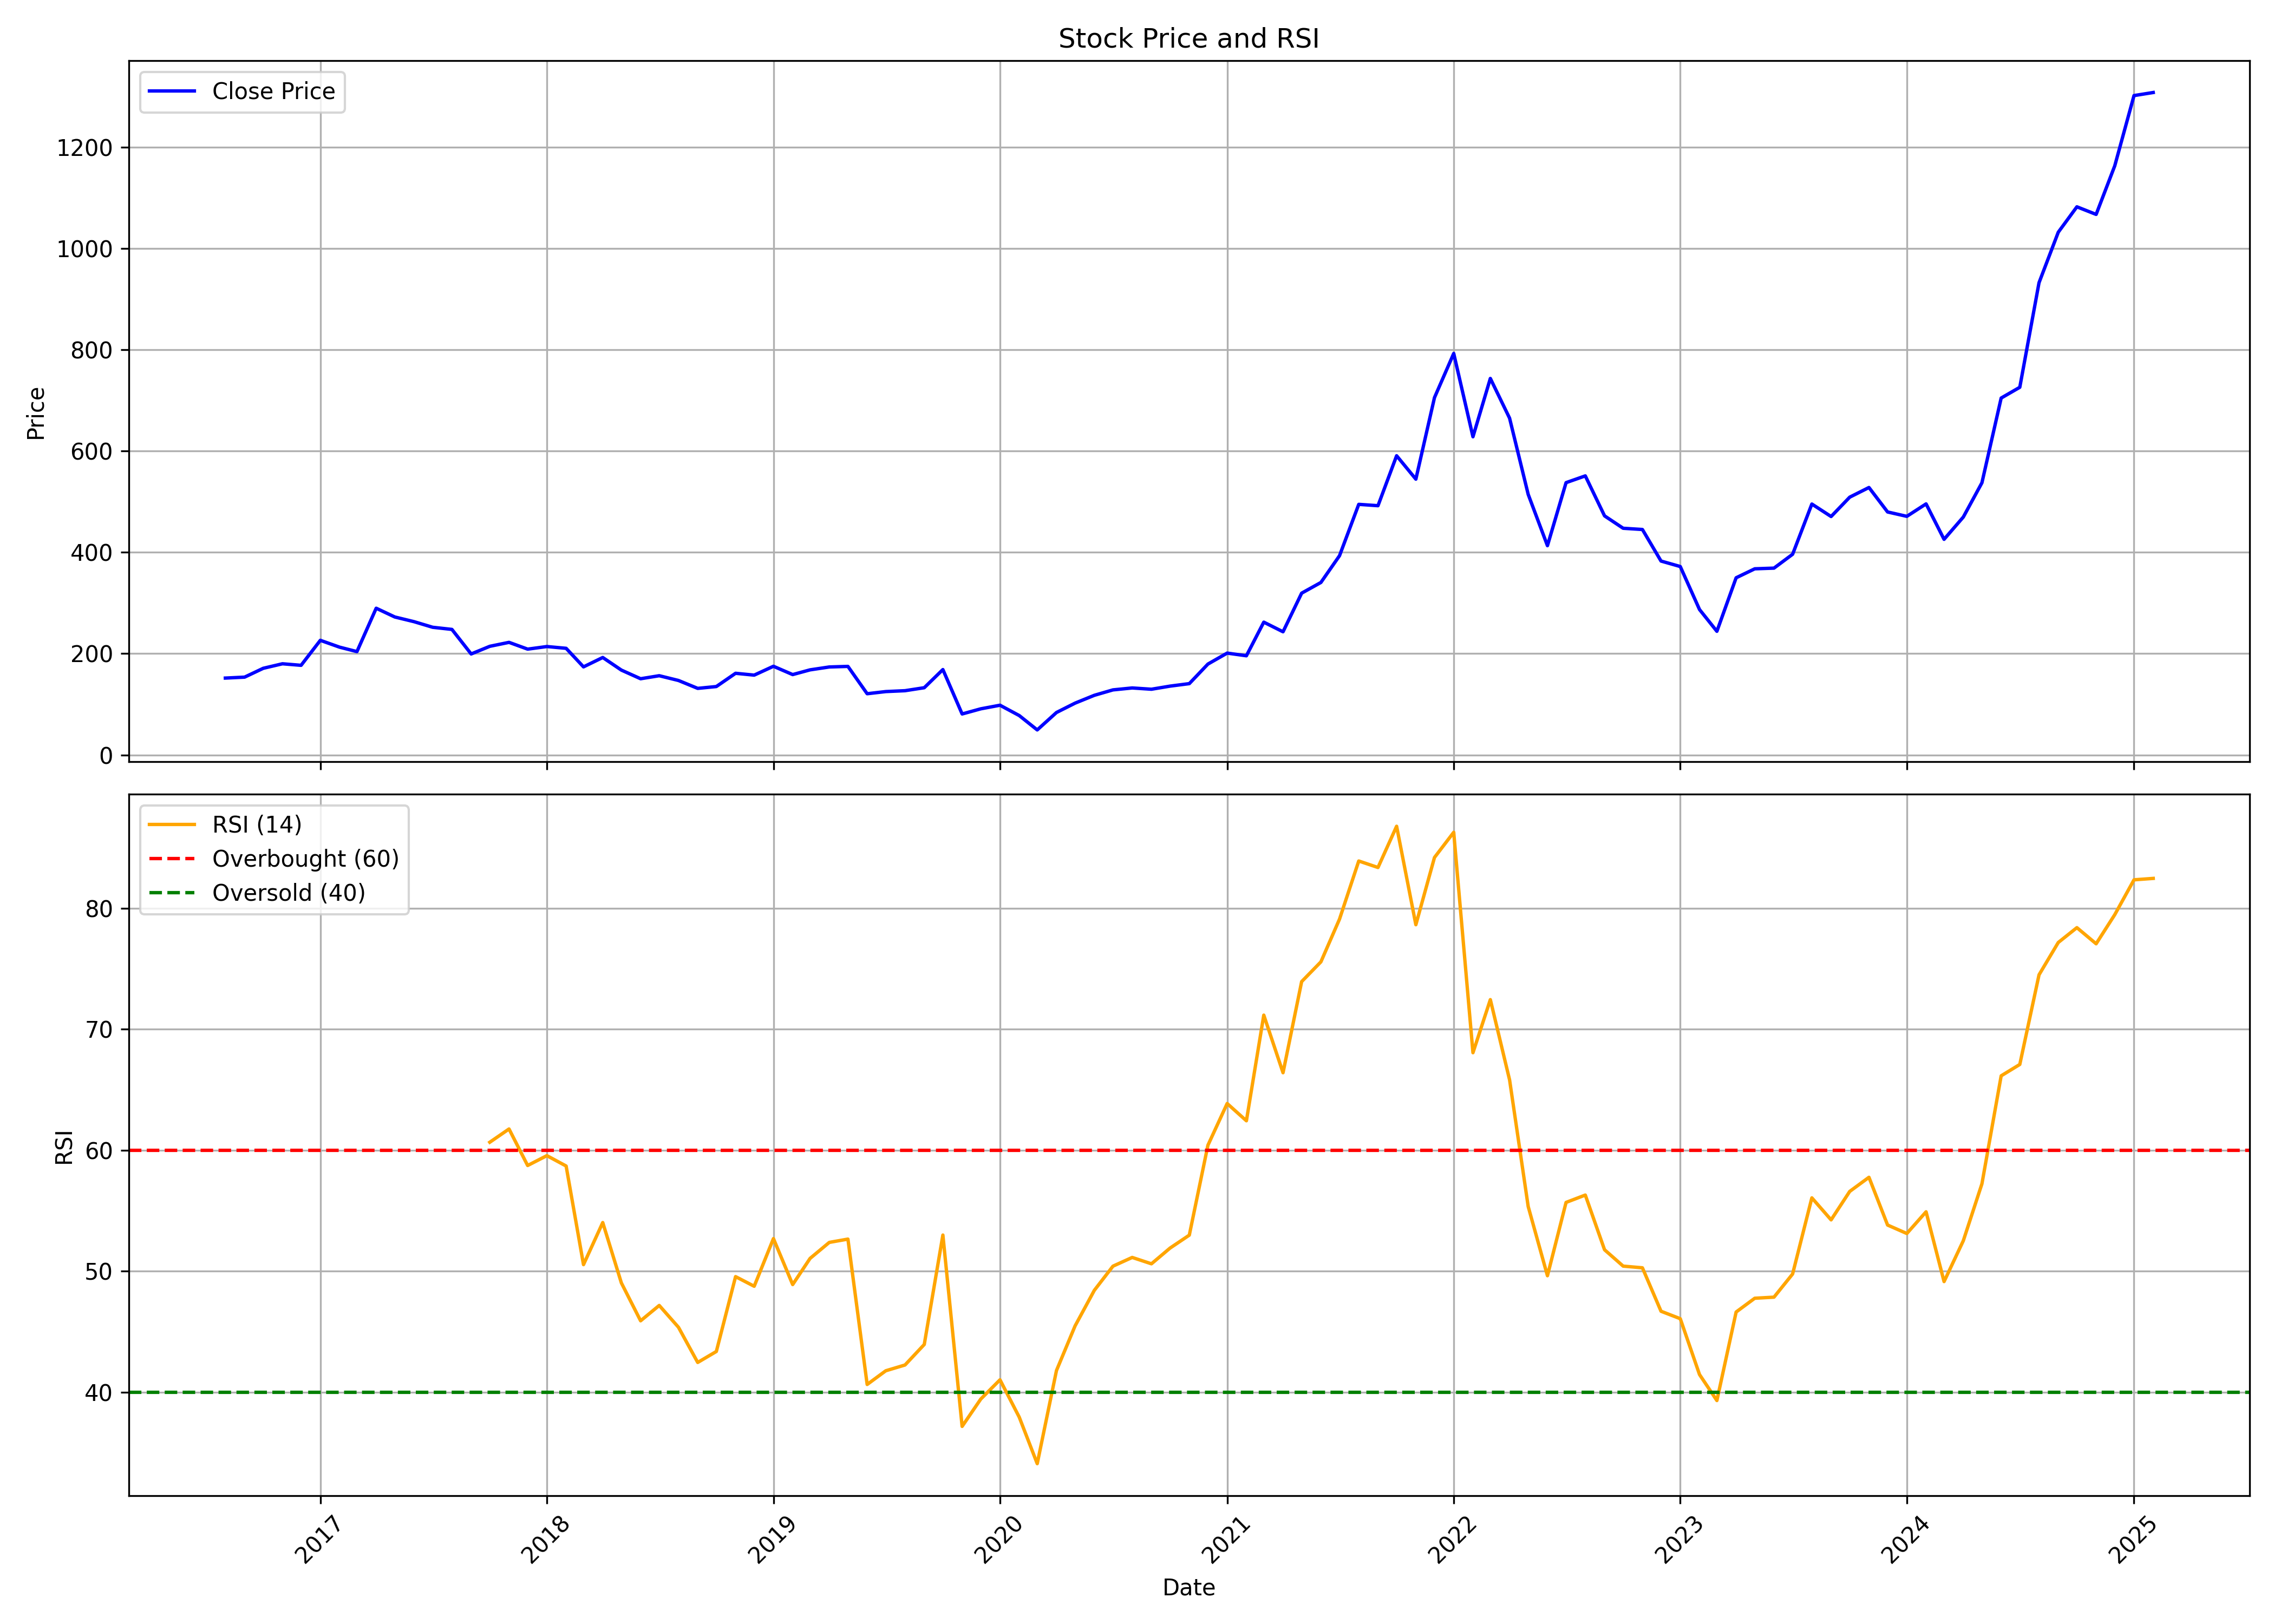 Stock Price and RSI
Close Price
1200
1000
800
600
400
200
0
Price
RSI (14)
Overbought (60)
Oversold (40)
80
70
60
50
40
RSI
2017
2018
2019
2020
2021
2022
2023
2024
2025
Date